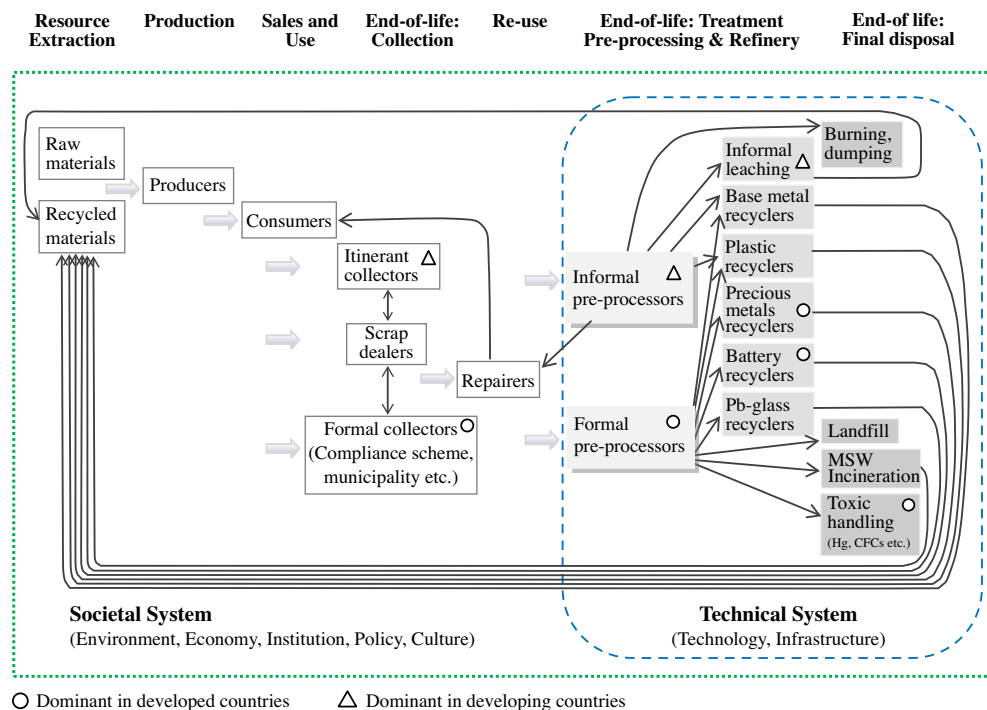 Resource
Extraction
Production
Sales and
Use
End-of-life:
Collection
Re-use
End-of-life: Treatment
Pre-processing & Refinery
End of life:
Final disposal
Raw
materials
Recycled
materials
Producers
Consumers
Itinerant
collectors
Scrap
dealers
Formal collectors
(Compliance scheme,
municipality etc.)
Repairers
Informal
pre-processors
Formal
pre-processors
Informal
leaching
Base metal
recyclers
Plastic
recyclers
Precious
metals
recyclers
Battery
recyclers
Pb-glass
recyclers
Burning,
dumping
Landfill
MSW
Incineration
Toxic
handling
(Hg, CFCs etc.)
Societal System
(Environment, Economy, Institution, Policy, Culture)
Technical System
(Technology, Infrastructure)
Dominant in developed countries
Dominant in developing countries